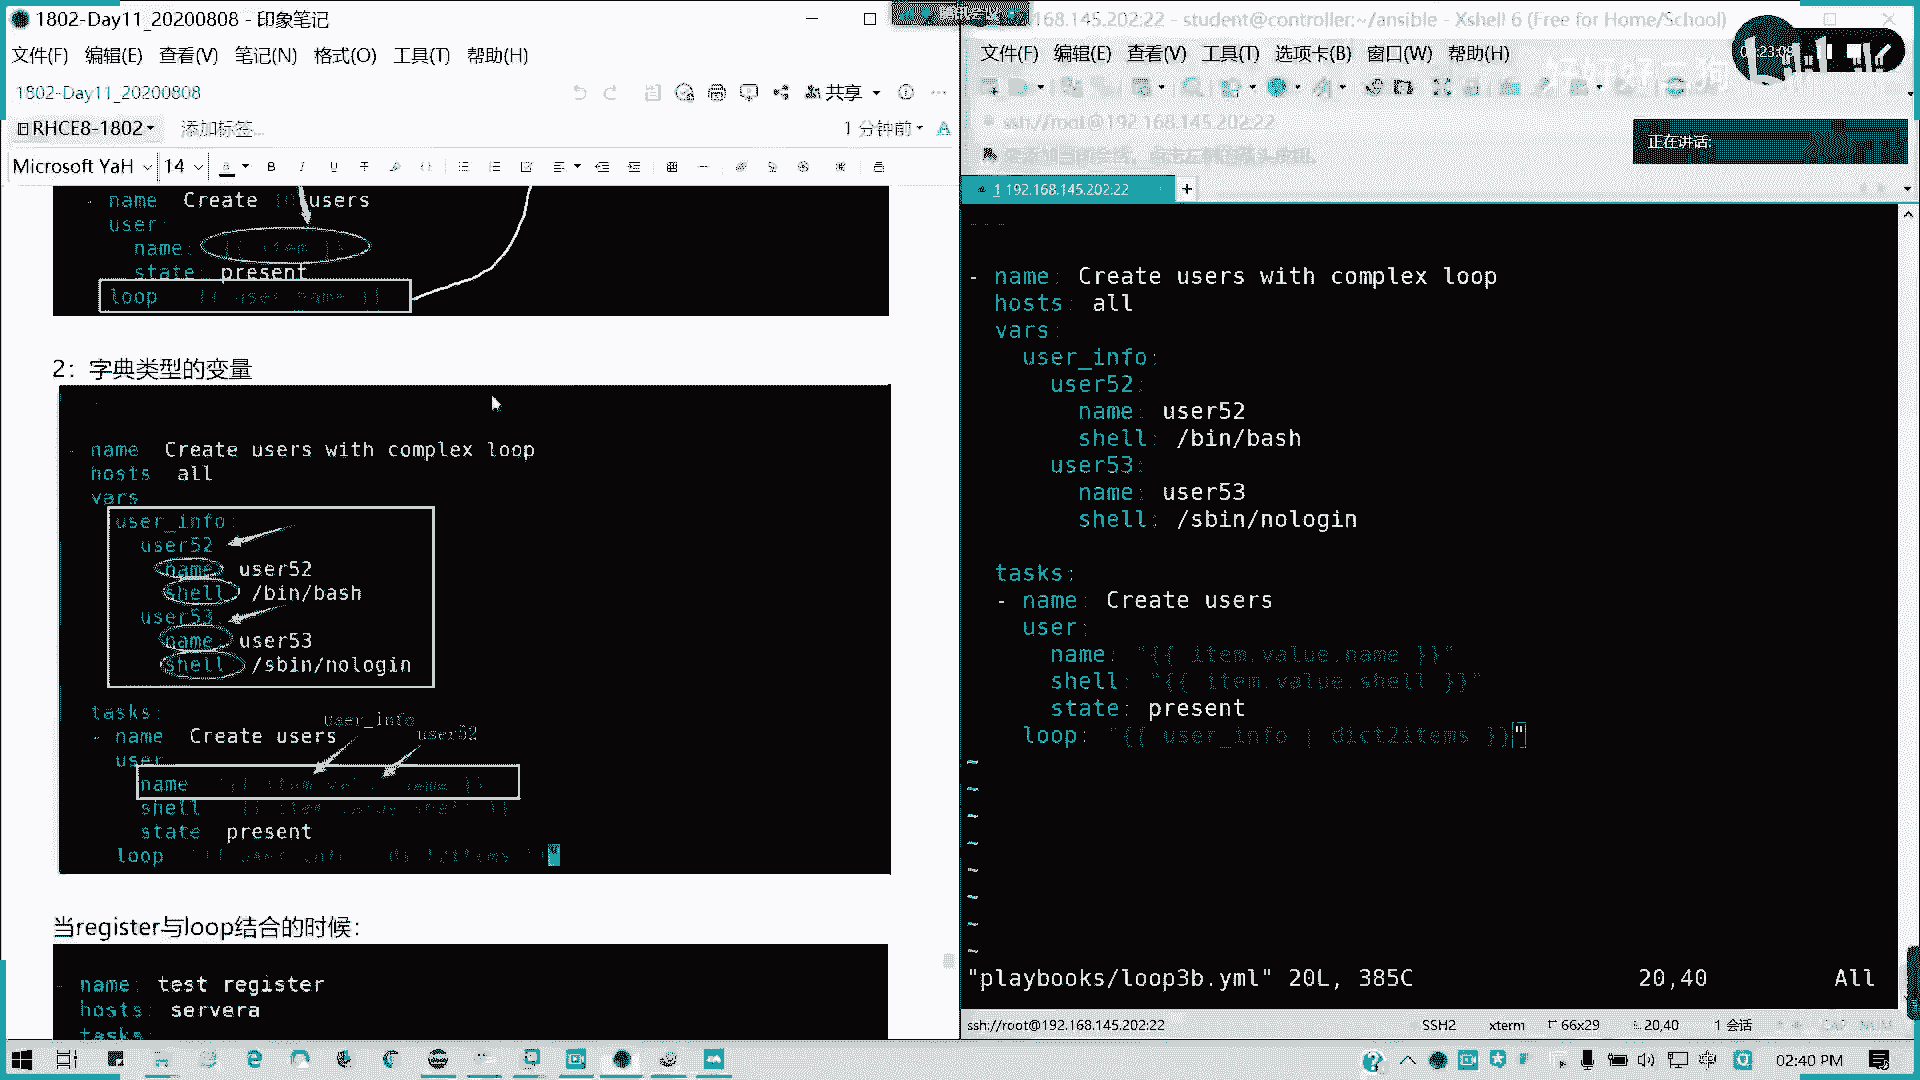 1802-Day11_20200808 - 印象笔记
文件(F) 编辑(E) 查看(V) 笔记(N) 格式(O) 工具(T) 帮助(H)
1802-Day11_20200808
共享
RHCE8-1802
添加标签...
1 分钟前
Microsoft YaH 14
- name Create users
user:
name: {{ item }}
state: present
loop {{ user_name }}
2：字典类型的变量
- name Create users with complex loop
hosts all
vars
user_info:
user52
name: user52
shell /bin/bash
user53
name: user53
shell /sbin/nologin
tasks:
user_info
user52
- name Create users
user
name
shell
state present
loop
当register与loop结合的时候：
- name: test register
hosts: servera
tasks:
168.145.202:22 - student@controller:~/ansible - Xshell 6 (Free for Home/School)
文件(F) 编辑(E) 查看(V) 工具(T) 选项卡(B) 窗口(W) 帮助(H)
ssh://root@192.168.145.202:22
正在讲话:
1 192.168.145.202:22
---
- name: Create users with complex loop
hosts: all
vars:
user_info:
user52:
name: user52
shell: /bin/bash
user53:
name: user53
shell: /sbin/nologin
tasks:
- name: Create users
user:
name: "{{ item.value.name }}"
shell: "{{ item.value.shell }}"
state: present
loop: "{{ user_info | dict2items }}"
~
~
~
~
~
~
~
~
"playbooks/loop3b.yml" 20L, 385C 20,40 All
ssh://root@192.168.145.202:22 SSH2 xterm 66x29 20,40 1 会话
02:40 PM